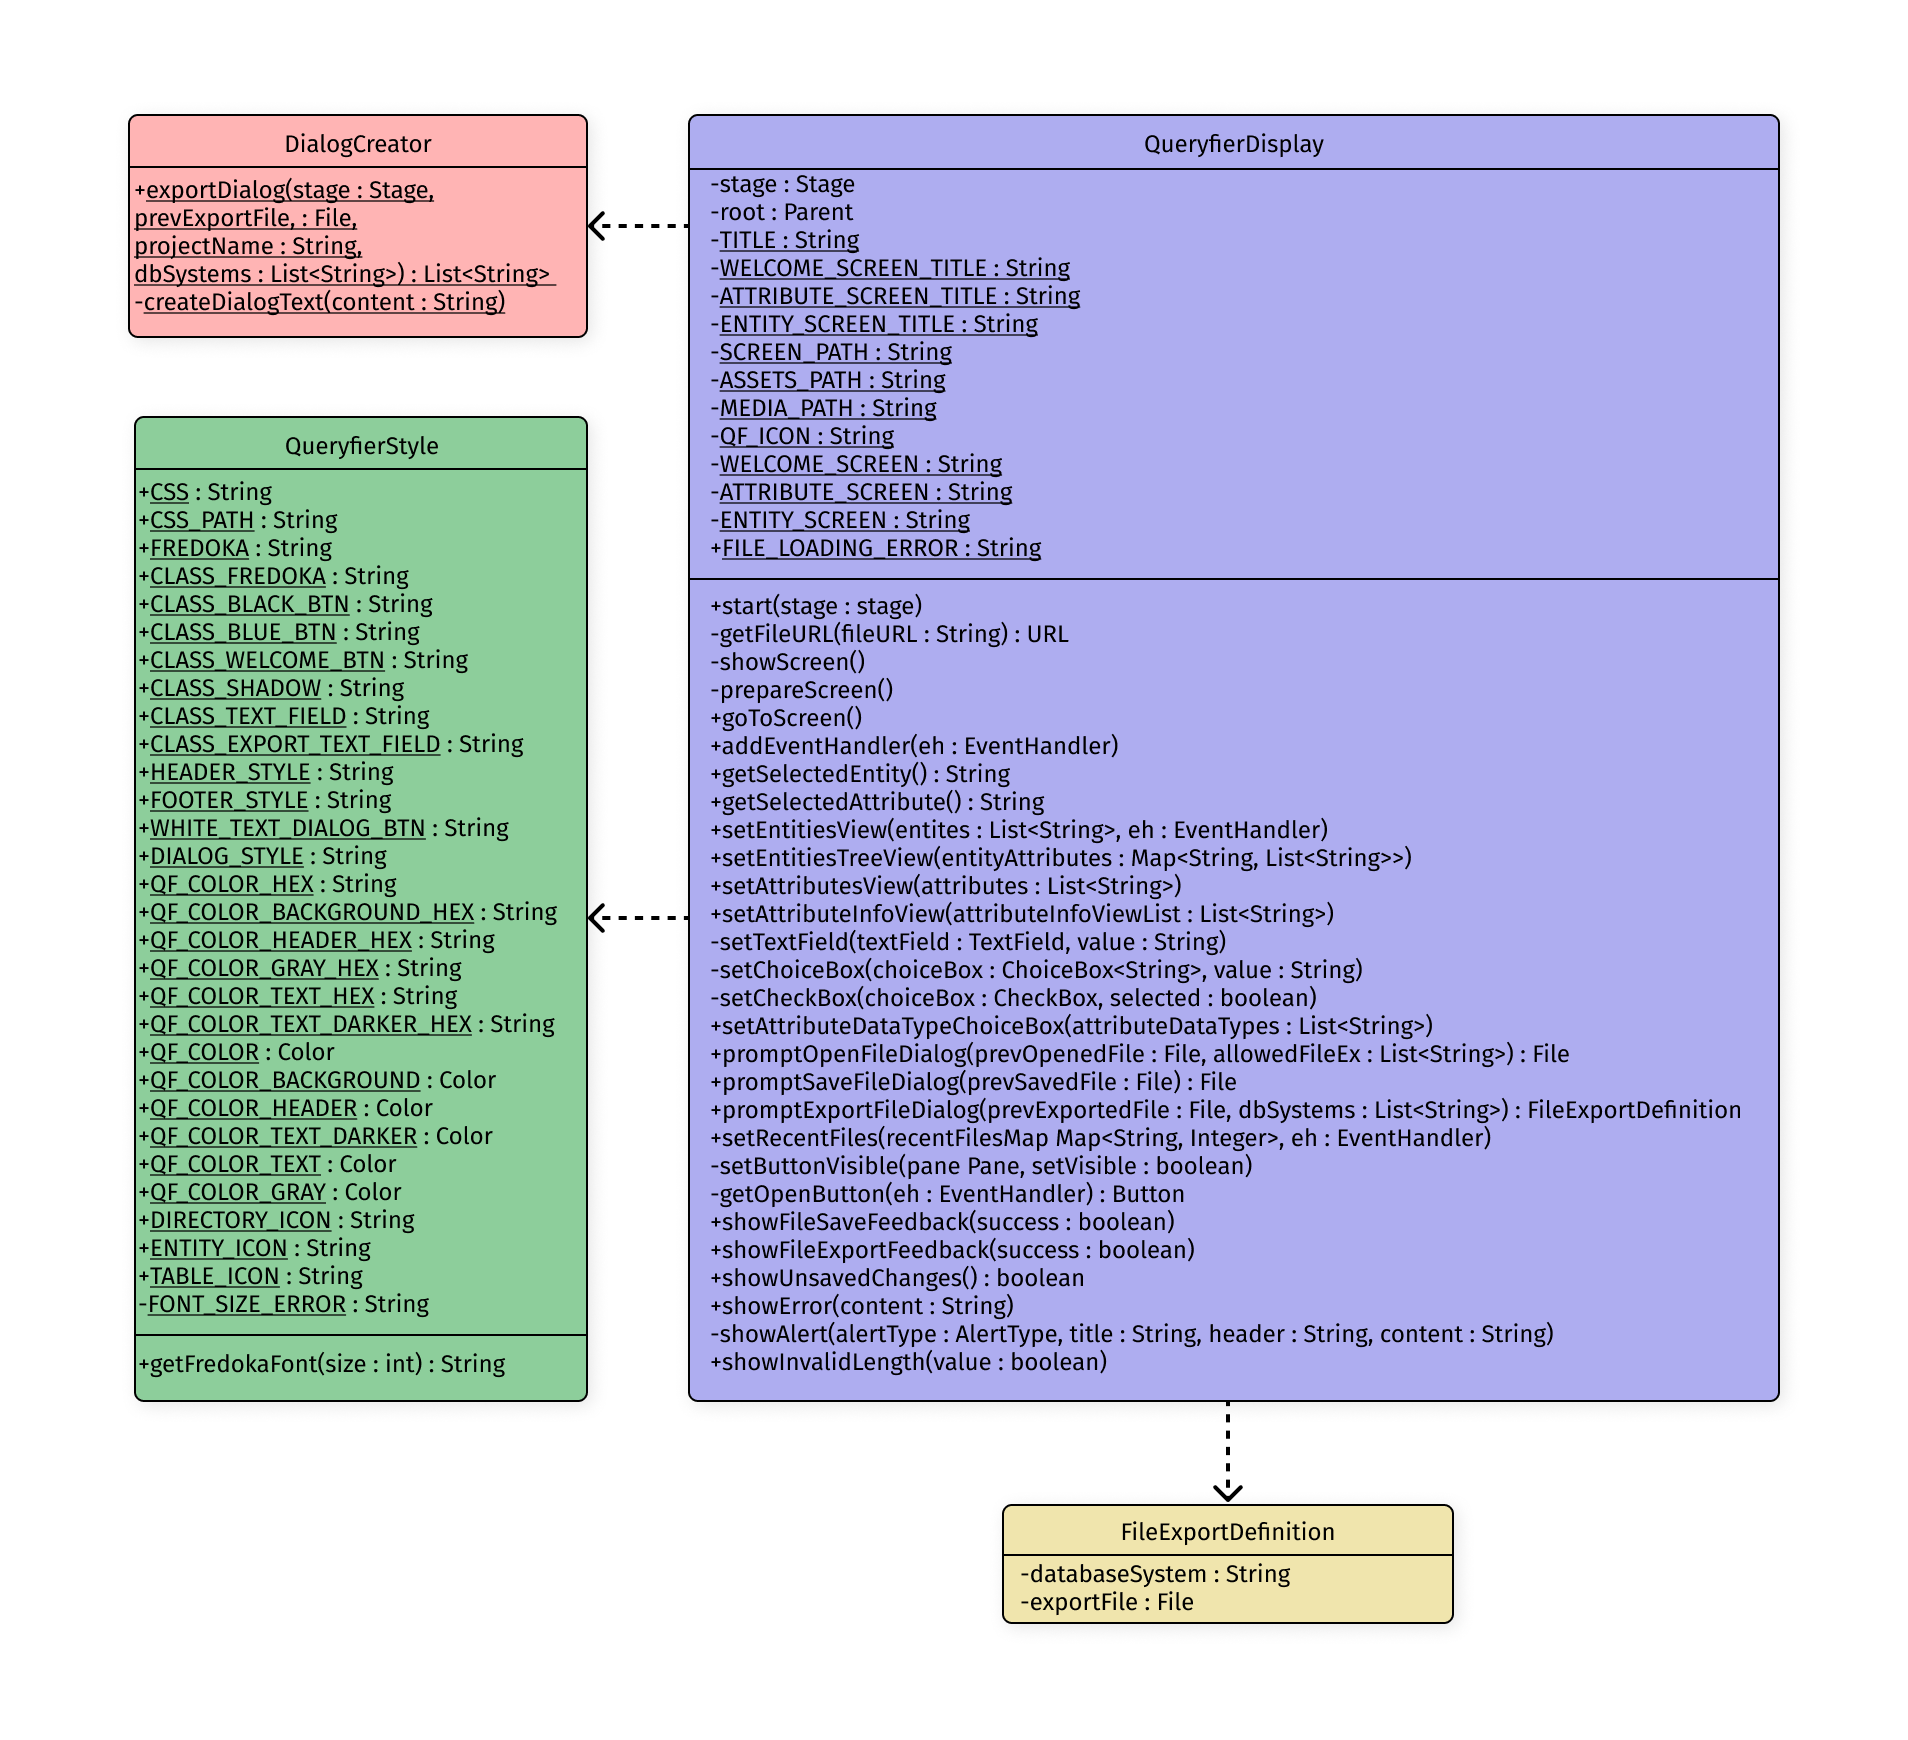 DialogCreator
+exportDialog(stage : Stage,
prevExportFile, : File,
projectName : String,
dbSystems : List<String>) : List<String>
-createDialogText(content : String)
QueryfierStyle
+CSS : String
+CSS_PATH : String
+FREDOKA : String
+CLASS_FREDOKA : String
+CLASS_BLACK_BTN : String
+CLASS_BLUE_BTN : String
+CLASS_WELCOME_BTN : String
+CLASS_SHADOW : String
+CLASS_TEXT_FIELD : String
+CLASS_EXPORT_TEXT_FIELD : String
+HEADER_STYLE : String
+FOOTER_STYLE : String
+WHITE_TEXT_DIALOG_BTN : String
+DIALOG_STYLE : String
+QF_COLOR_HEX : String
+QF_COLOR_BACKGROUND_HEX : String
+QF_COLOR_HEADER_HEX : String
+QF_COLOR_GRAY_HEX : String
+QF_COLOR_TEXT_HEX : String
+QF_COLOR_TEXT_DARKER_HEX : String
+QF_COLOR : Color
+QF_COLOR_BACKGROUND : Color
+QF_COLOR_HEADER : Color
+QF_COLOR_TEXT_DARKER : Color
+QF_COLOR_TEXT : Color
+QF_COLOR_GRAY : Color
+DIRECTORY_ICON : String
+ENTITY_ICON : String
+TABLE_ICON : String
-FONT_SIZE_ERROR : String
+getFredokaFont(size : int) : String
QueryfierDisplay
-stage : Stage
-root : Parent
-TITLE : String
-WELCOME_SCREEN_TITLE : String
-ATTRIBUTE_SCREEN_TITLE : String
-ENTITY_SCREEN_TITLE : String
-SCREEN_PATH : String
-ASSETS_PATH : String
-MEDIA_PATH : String
-QF_ICON : String
-WELCOME_SCREEN : String
-ATTRIBUTE_SCREEN : String
-ENTITY_SCREEN : String
+FILE_LOADING_ERROR : String
+start(stage : stage)
-getFileURL(fileURL : String) : URL
-showScreen()
-prepareScreen()
+goToScreen()
+addEventHandler(eh : EventHandler)
+getSelectedEntity() : String
+getSelectedAttribute() : String
+setEntitiesView(entites : List<String>, eh : EventHandler)
+setEntitiesTreeView(entityAttributes : Map<String, List<String>>)
+setAttributesView(attributes : List<String>)
+setAttributeInfoView(attributeInfoViewList : List<String>)
-setTextField(textField : TextField, value : String)
-setChoiceBox(choiceBox : ChoiceBox<String>, value : String)
-setCheckBox(choiceBox : CheckBox, selected : boolean)
+setAttributeDataTypeChoiceBox(attributeDataTypes : List<String>)
+promptOpenFileDialog(prevOpenedFile : File, allowedFileEx : List<String>) : File
+promptSaveFileDialog(prevSavedFile : File) : File
+promptExportFileDialog(prevExportedFile : File, dbSystems : List<String>) : FileExportDefinition
+setRecentFiles(recentFilesMap Map<String, Integer>, eh : EventHandler)
-setButtonVisible(pane Pane, setVisible : boolean)
-getOpenButton(eh : EventHandler) : Button
+showFileSaveFeedback(success : boolean)
+showFileExportFeedback(success : boolean)
+showUnsavedChanges() : boolean
+showError(content : String)
-showAlert(alertType : AlertType, title : String, header : String, content : String)
+showInvalidLength(value : boolean)
FileExportDefinition
-databaseSystem : String
-exportFile : File